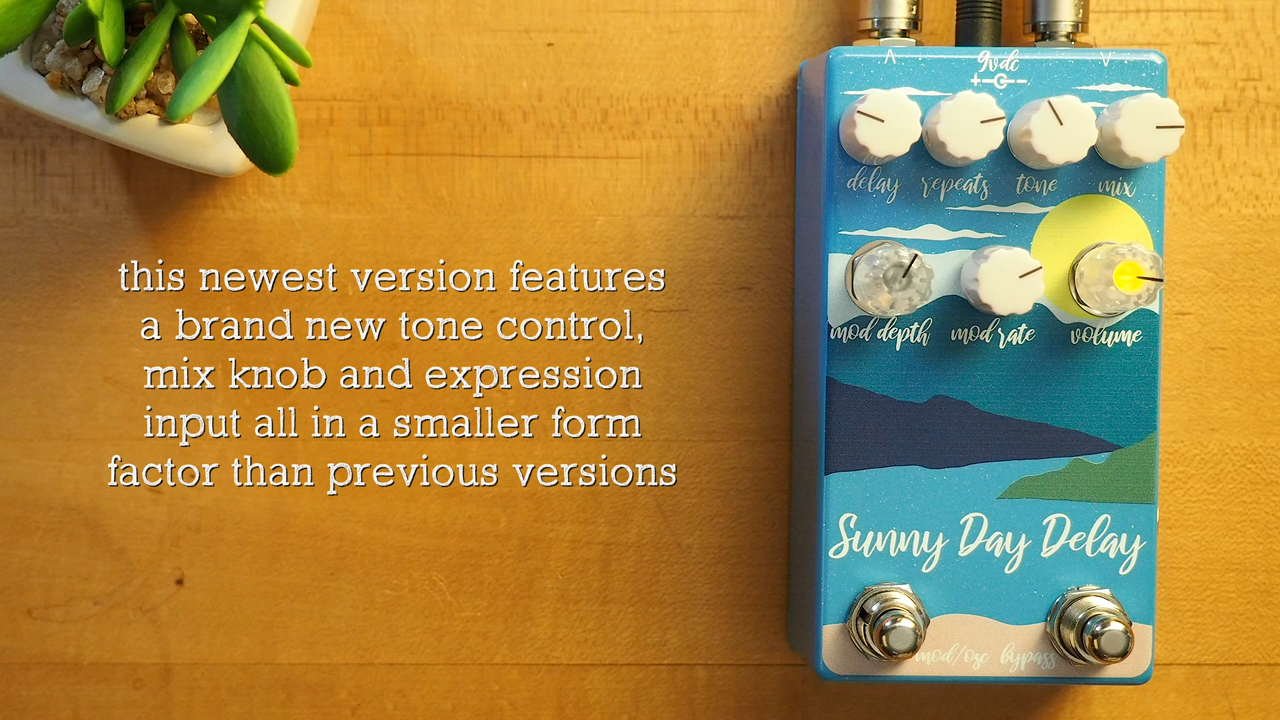 this newest version features
a brand new tone control,
mix knob and expression
input all in a smaller form
factor than previous versions
9vdc
delay repeats tone mix
mod depth mod rate volume
Sunny Day Delay
mod/osc bypass